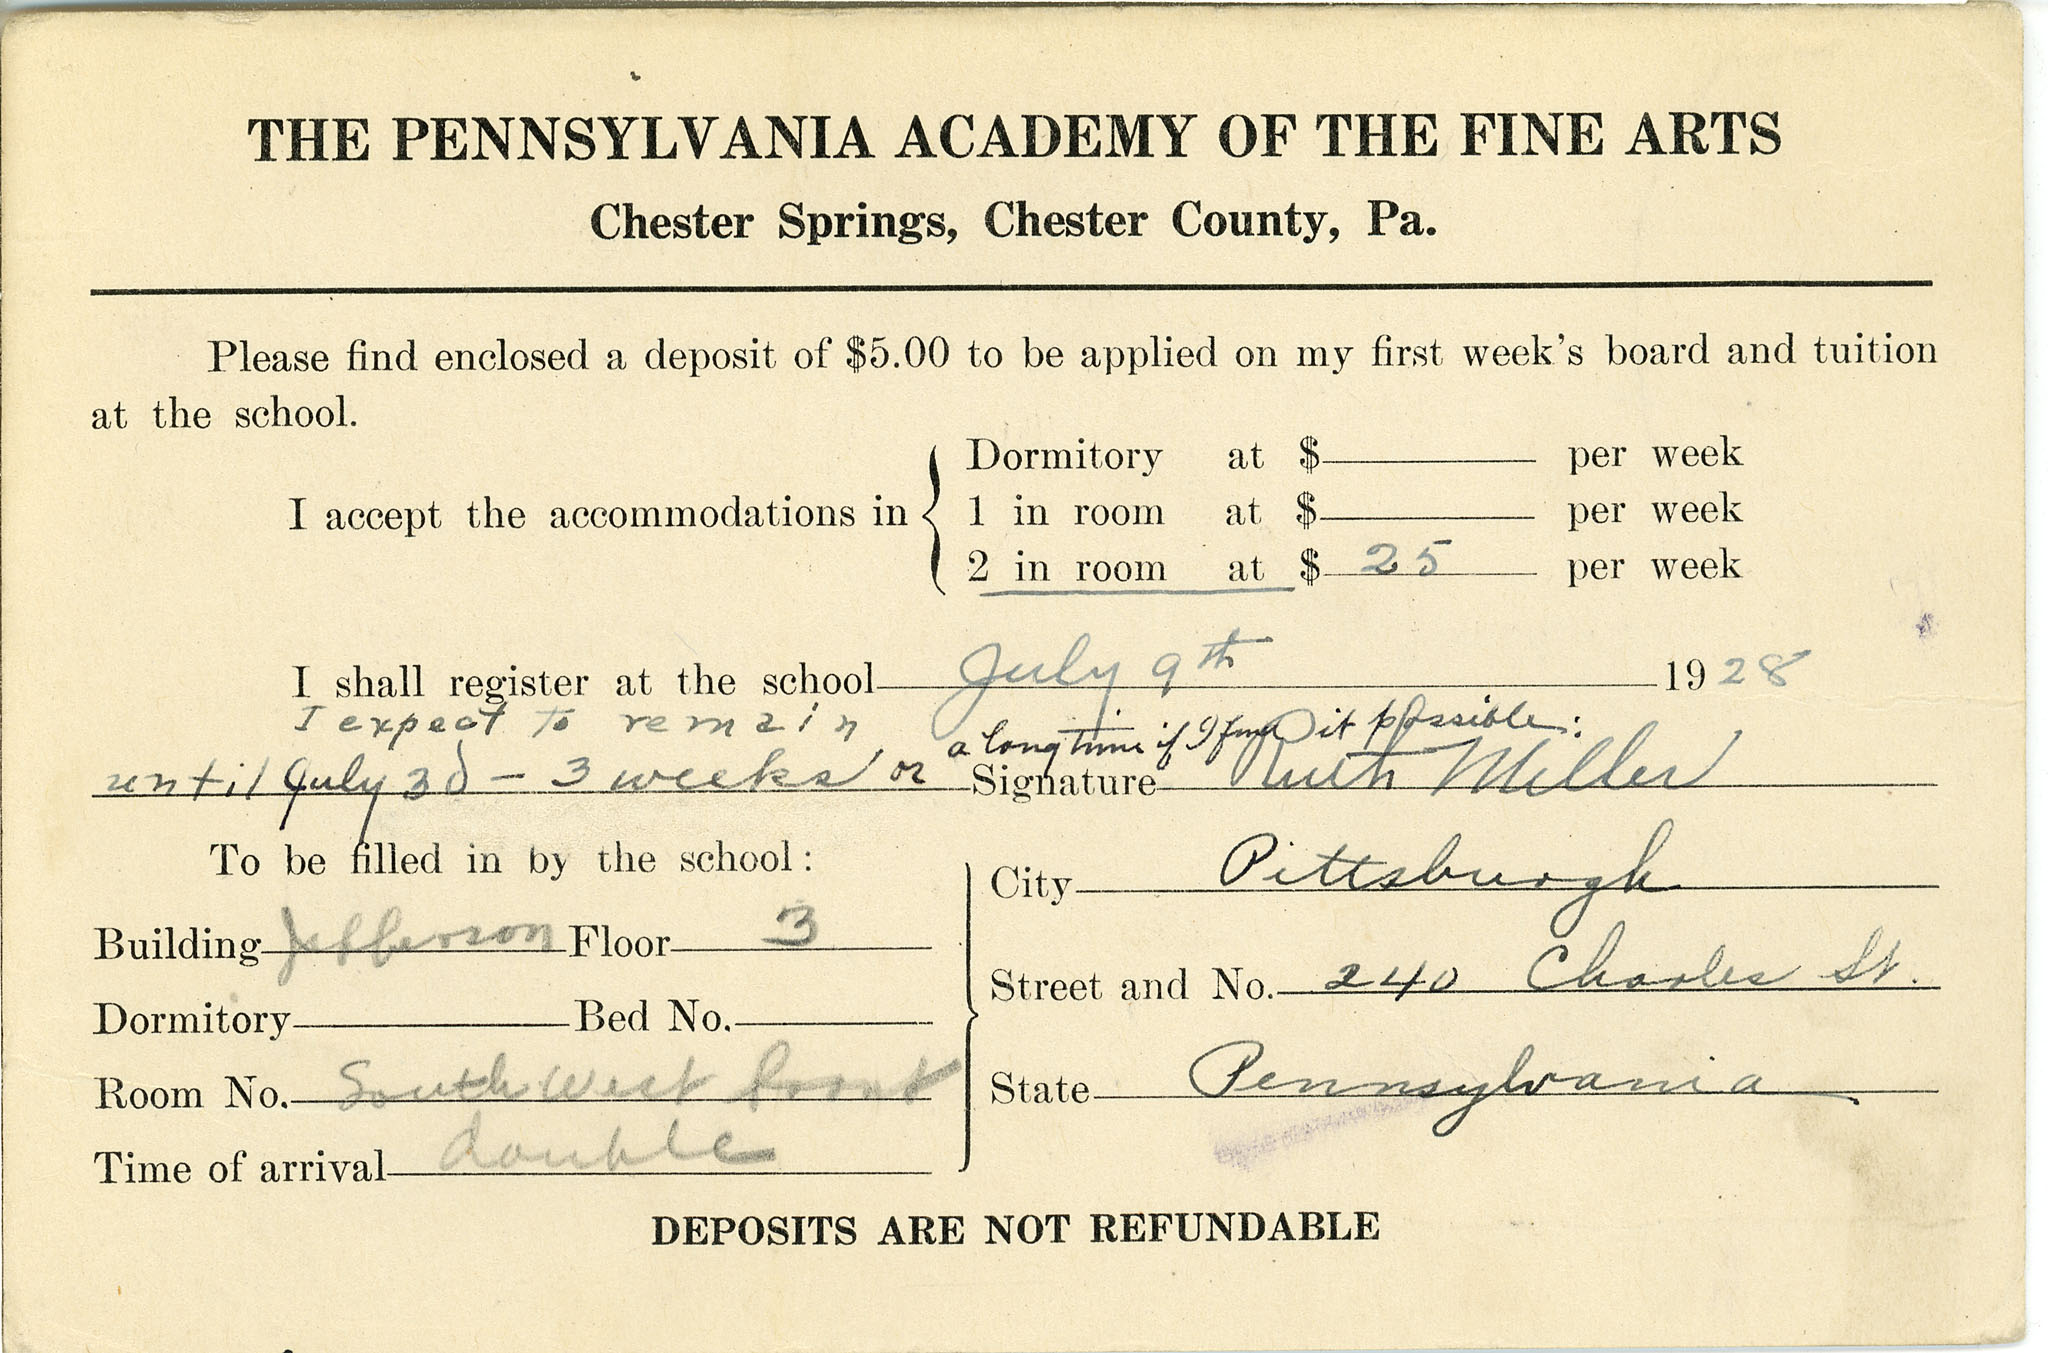 THE PENNSYLVANIA ACADEMY OF THE FINE ARTS
Chester Springs, Chester County, Pa.
Please find enclosed a deposit of $5.00 to be applied on my first week's board and tuition
at the school.
I accept the accommodations in
Dormitory at $ per week
1 in room at $ per week
2 in room at $ 25 per week
I shall register at the school July 9th 1928
I expect to remain
until July 30 – 3 weeks or a long time if I find it possible:
Signature Ruth Miller
To be filled in by the school:
Building Jefferson Floor 3
Dormitory Bed No.
Room No. South West front
Time of arrival double
City Pittsburgh
Street and No. 240 Charles St.
State Pennsylvania
DEPOSITS ARE NOT REFUNDABLE